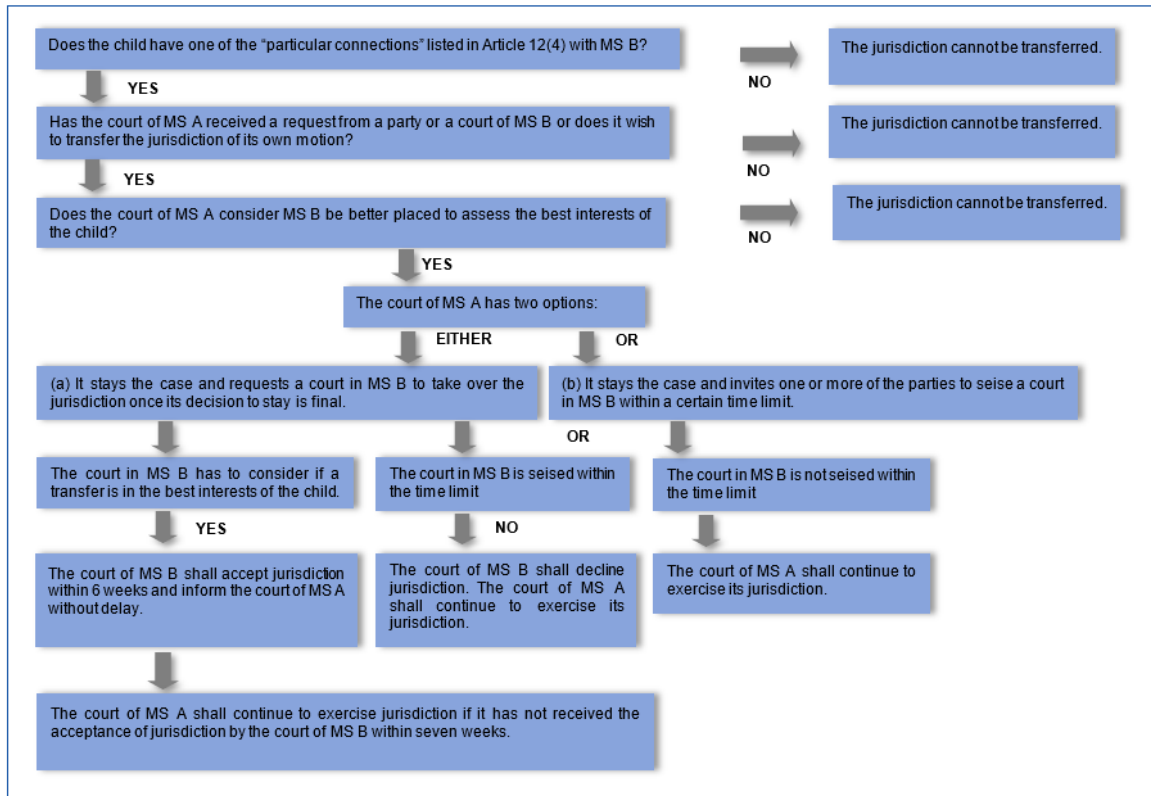 Does the child have one of the “particular connections” listed in Article 12(4) with MS B?
NO
The jurisdiction cannot be transferred.
YES
Has the court of MS A received a request from a party or a court of MS B or does it wish
to transfer the jurisdiction of its own motion?
NO
The jurisdiction cannot be transferred.
YES
Does the court of MS A consider MS B be better placed to assess the best interests of
the child?
NO
The jurisdiction cannot be transferred.
YES
The court of MS A has two options:
EITHER
OR
(a) It stays the case and requests a court in MS B to take over the
jurisdiction once its decision to stay is final.
(b) It stays the case and invites one or more of the parties to seise a court
in MS B within a certain time limit.
OR
The court in MS B has to consider if a
transfer is in the best interests of the child.
The court in MS B is seised within
the time limit
The court in MS B is not seised within
the time limit
YES
NO
The court of MS B shall accept jurisdiction
within 6 weeks and inform the court of MS A
without delay.
The court of MS B shall decline
jurisdiction. The court of MS A
shall continue to exercise its
jurisdiction.
The court of MS A shall continue to
exercise its jurisdiction.
The court of MS A shall continue to exercise jurisdiction if it has not received the
acceptance of jurisdiction by the court of MS B within seven weeks.